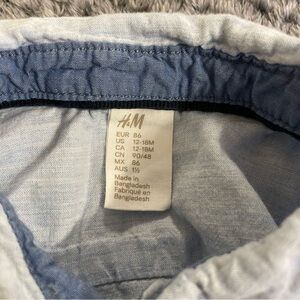 H&M
EUR 86
US 12-18M
CA 12-18M
CN 90/48
MX 86
AUS 1½
Made in
Bangladesh
Fabriqué en
Bangladesh